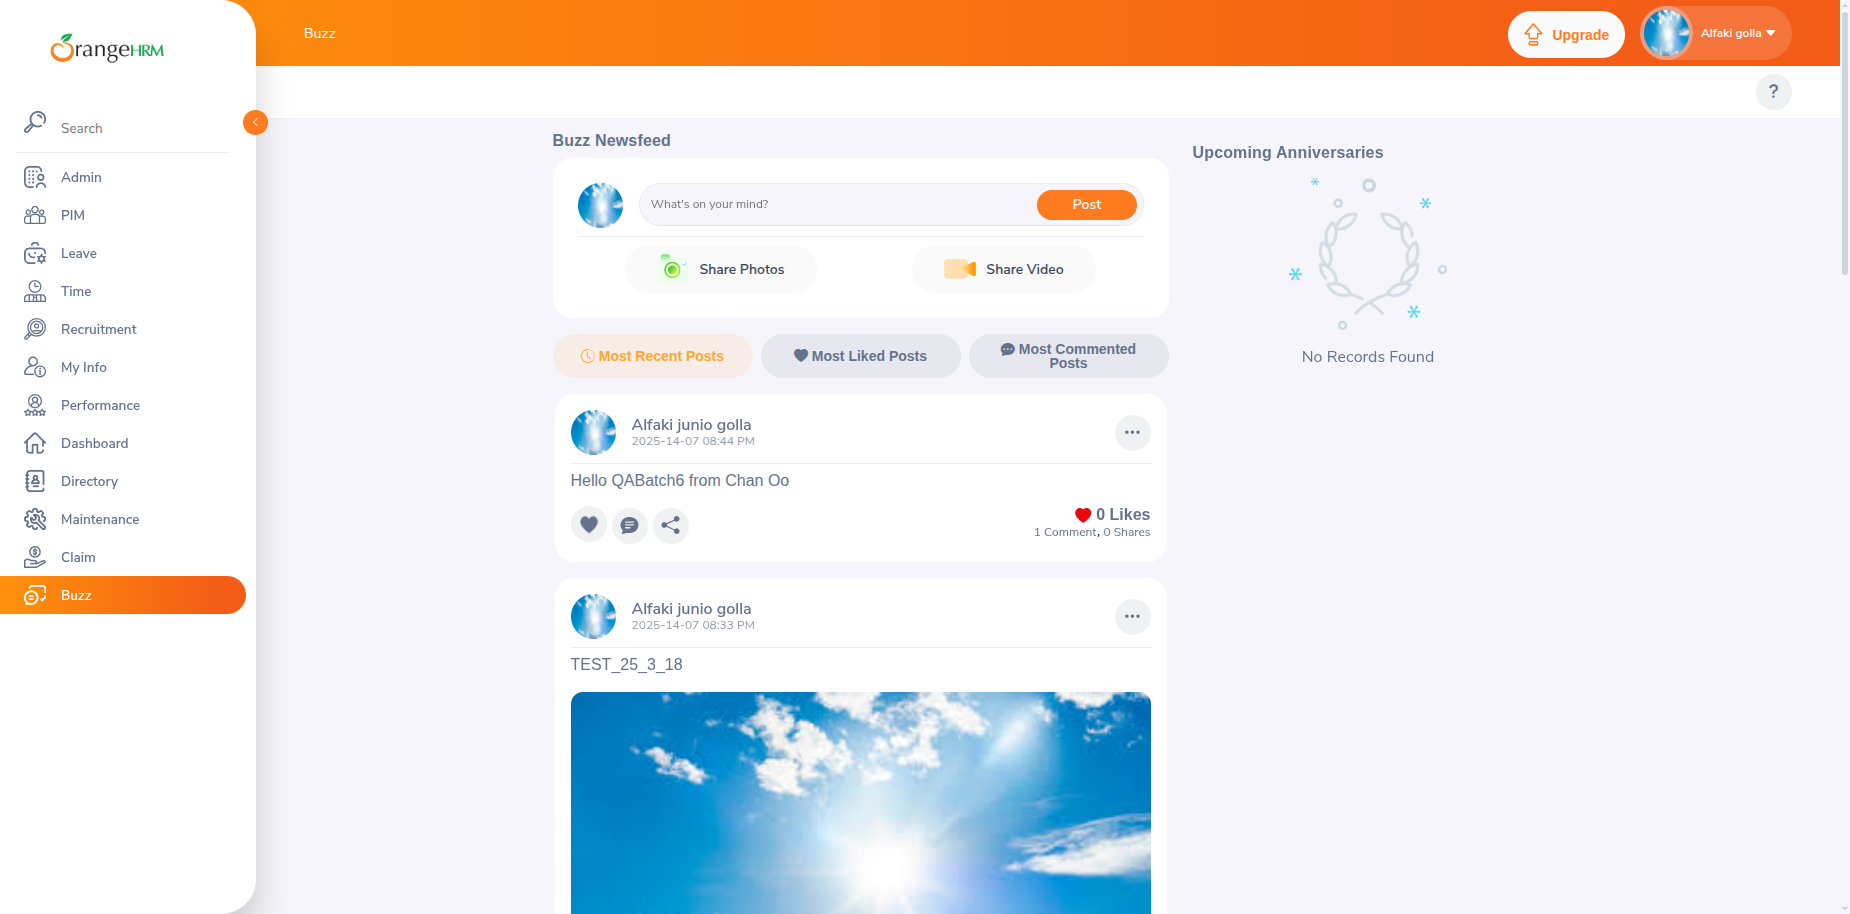 OrangeHRM
Search
Admin
PIM
Leave
Time
Recruitment
My Info
Performance
Dashboard
Directory
Maintenance
Claim
Buzz
Buzz
Upgrade
Alfaki golla
?
Buzz Newsfeed
What's on your mind?
Post
Share Photos
Share Video
Most Recent Posts
Most Liked Posts
Most Commented
Posts
Alfaki junio golla
2025-14-07 08:44 PM
Hello QABatch6 from Chan Oo
0 Likes
1 Comment, 0 Shares
Alfaki junio golla
2025-14-07 08:33 PM
TEST_25_3_18
Upcoming Anniversaries
No Records Found